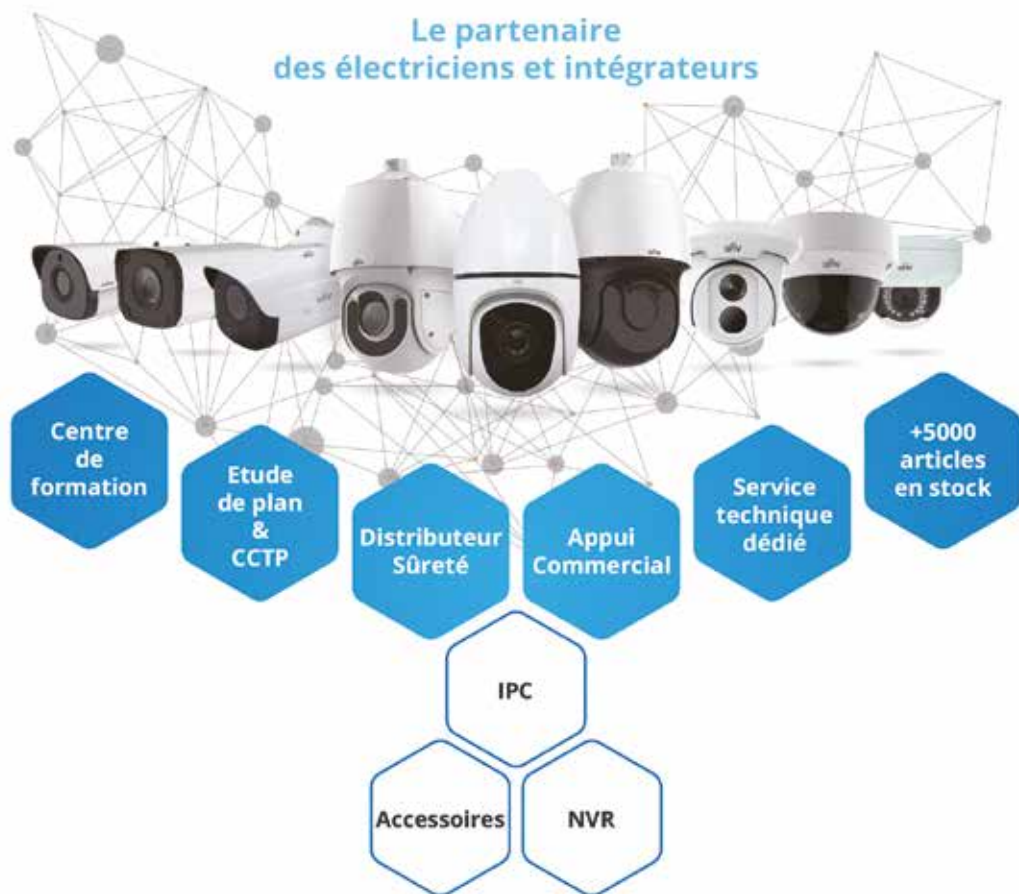 Le partenaire
des électriciens et intégrateurs
Centre
de
formation
Etude
de plan
&
CCTP
Distributeur
Sûreté
Appui
Commercial
Service
technique
dédié
+5000
articles
en stock
IPC
Accessoires
NVR